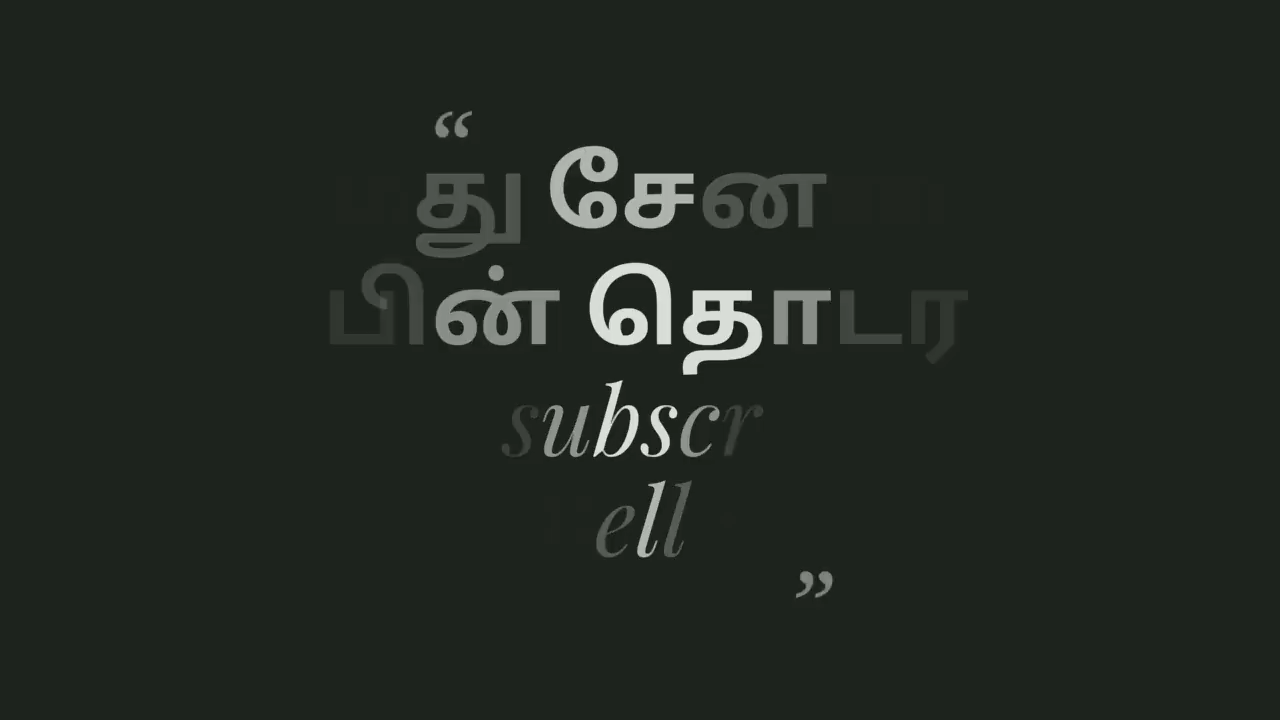 “
து சேன
பின் தொடர
subscr
ell
”